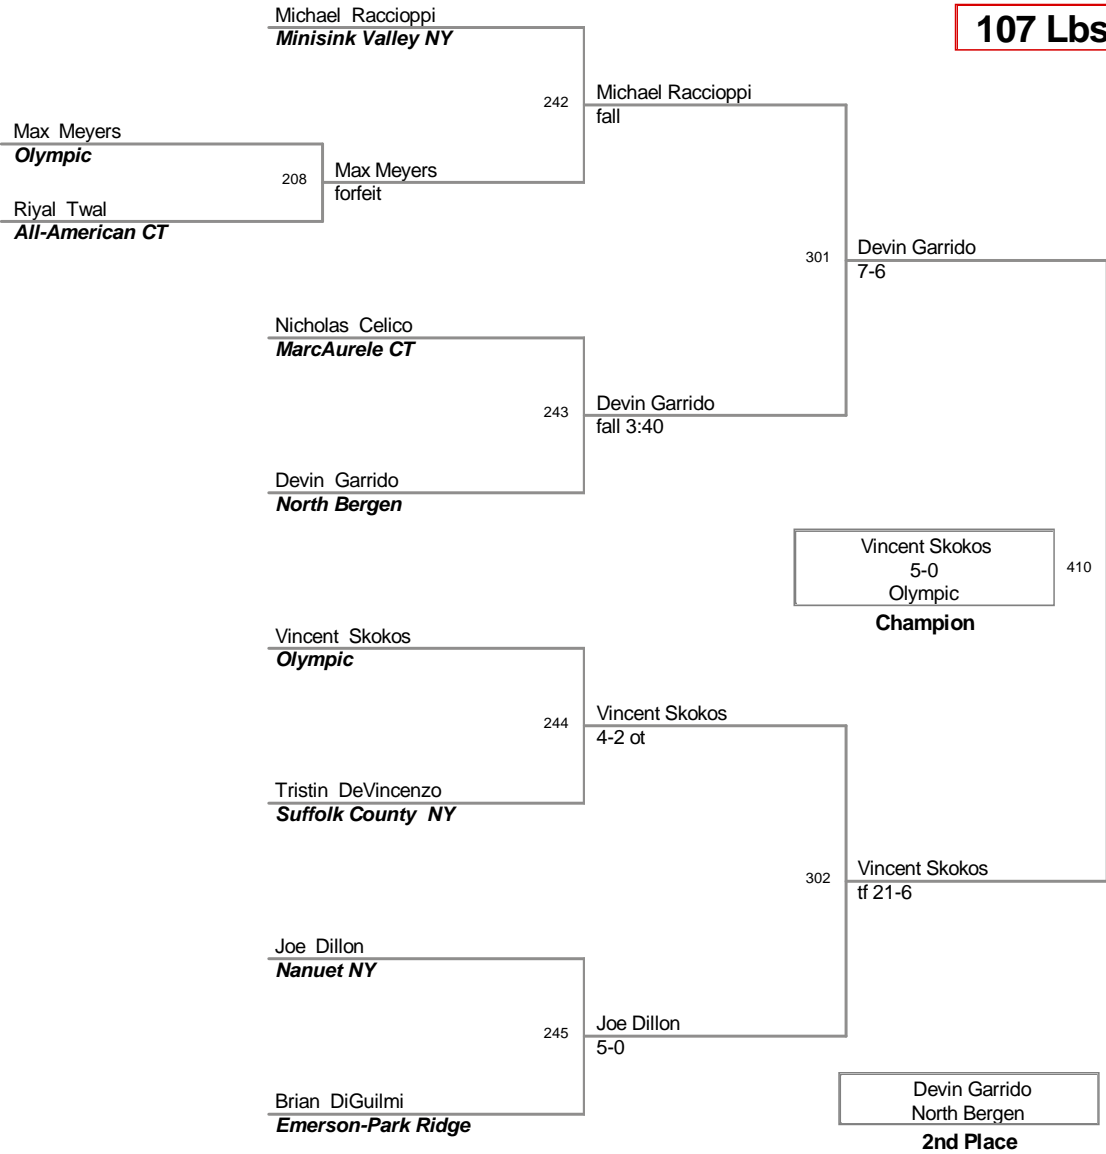 Michael Raccioppi
Minisink Valley NY
107 Lbs
242
Michael Raccioppi
fall
Max Meyers
Olympic
208
Max Meyers
forfeit
Riyal Twal
All-American CT
301
Devin Garrido
7-6
Nicholas Celico
MarcAurele CT
243
Devin Garrido
fall 3:40
Devin Garrido
North Bergen
Vincent Skokos
5-0
Olympic
410
Champion
Vincent Skokos
Olympic
244
Vincent Skokos
4-2 ot
Tristin DeVincenzo
Suffolk County NY
302
Vincent Skokos
tf 21-6
Joe Dillon
Nanuet NY
245
Joe Dillon
5-0
Brian DiGuilmi
Emerson-Park Ridge
Devin Garrido
North Bergen
2nd Place